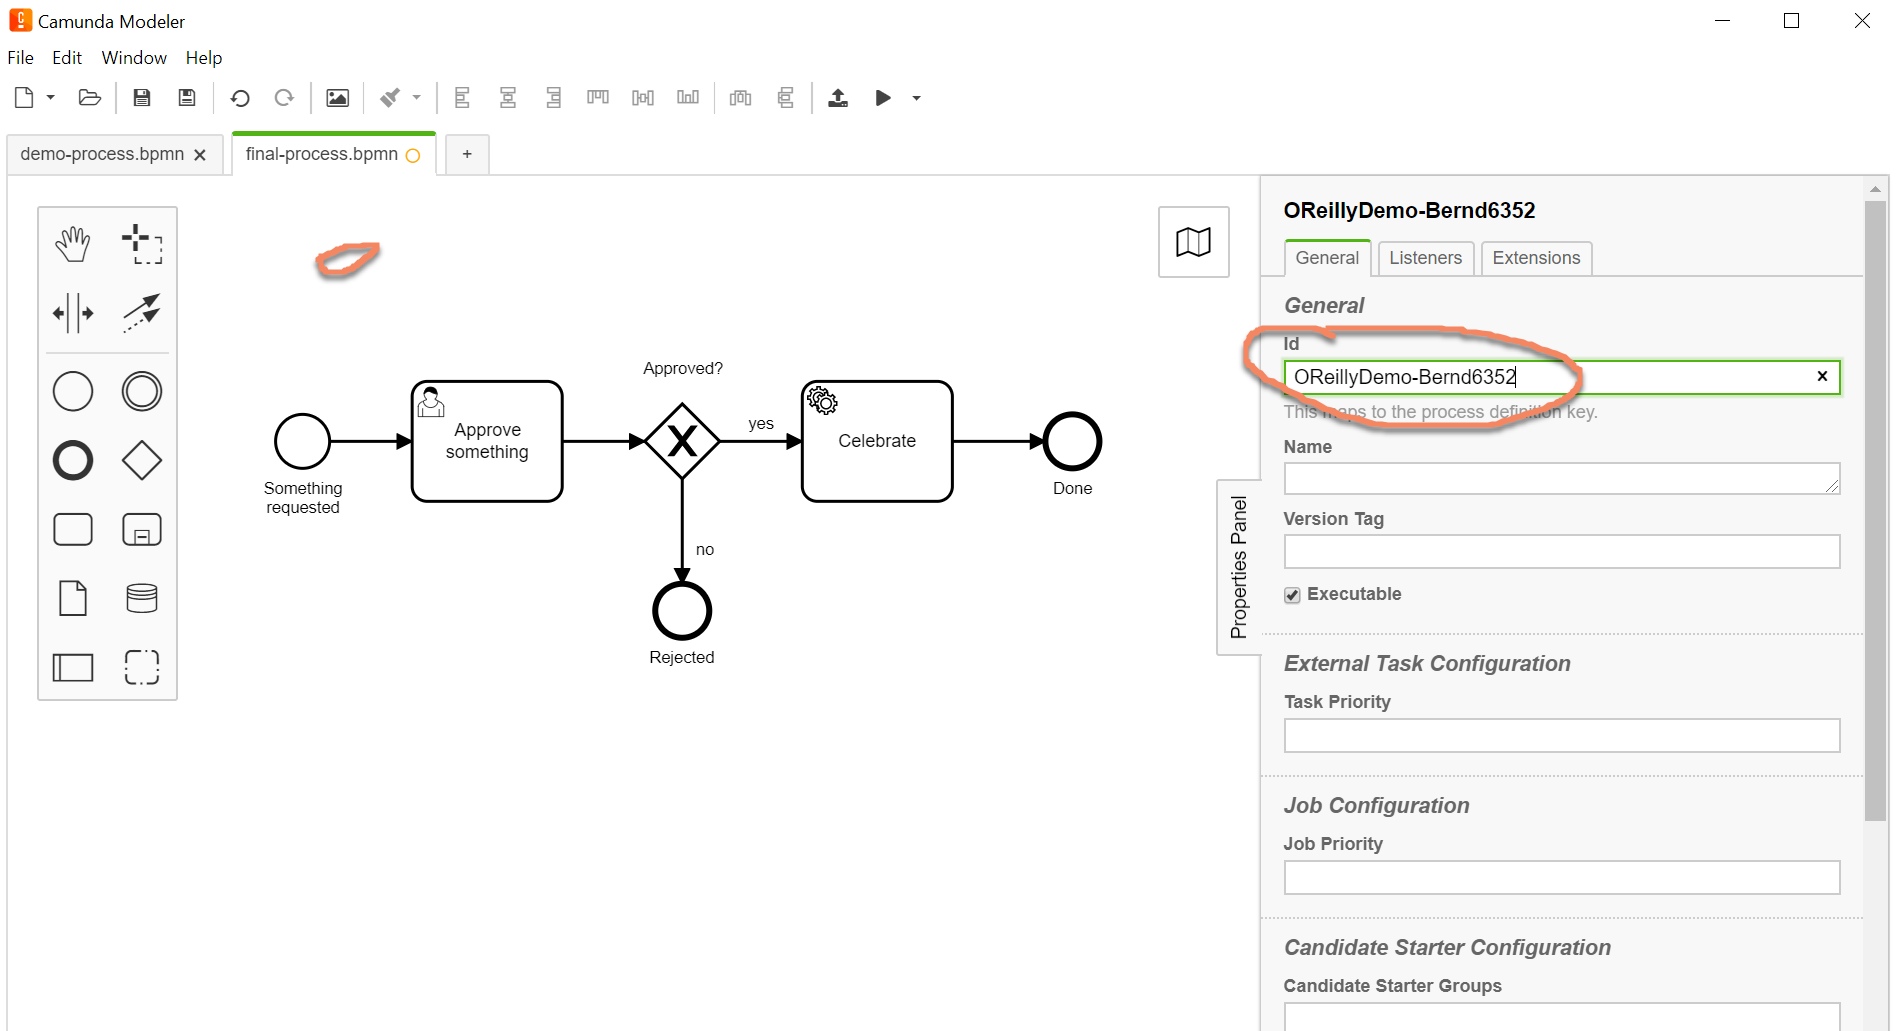 Camunda Modeler
File Edit Window Help
demo-process.bpmn
final-process.bpmn
+
OReillyDemo-Bernd6352
General Listeners Extensions
General
Id
OReillyDemo-Bernd6352
This maps to the process definition key.
Name
Version Tag
Executable
External Task Configuration
Task Priority
Job Configuration
Job Priority
Candidate Starter Configuration
Candidate Starter Groups
Properties Panel
Approved?
Approve
something
yes
Celebrate
Something
requested
Done
no
Rejected